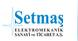 Setmaş
ELEKTROMEKANİK
SANAYİ ve TİCARET A.Ş.